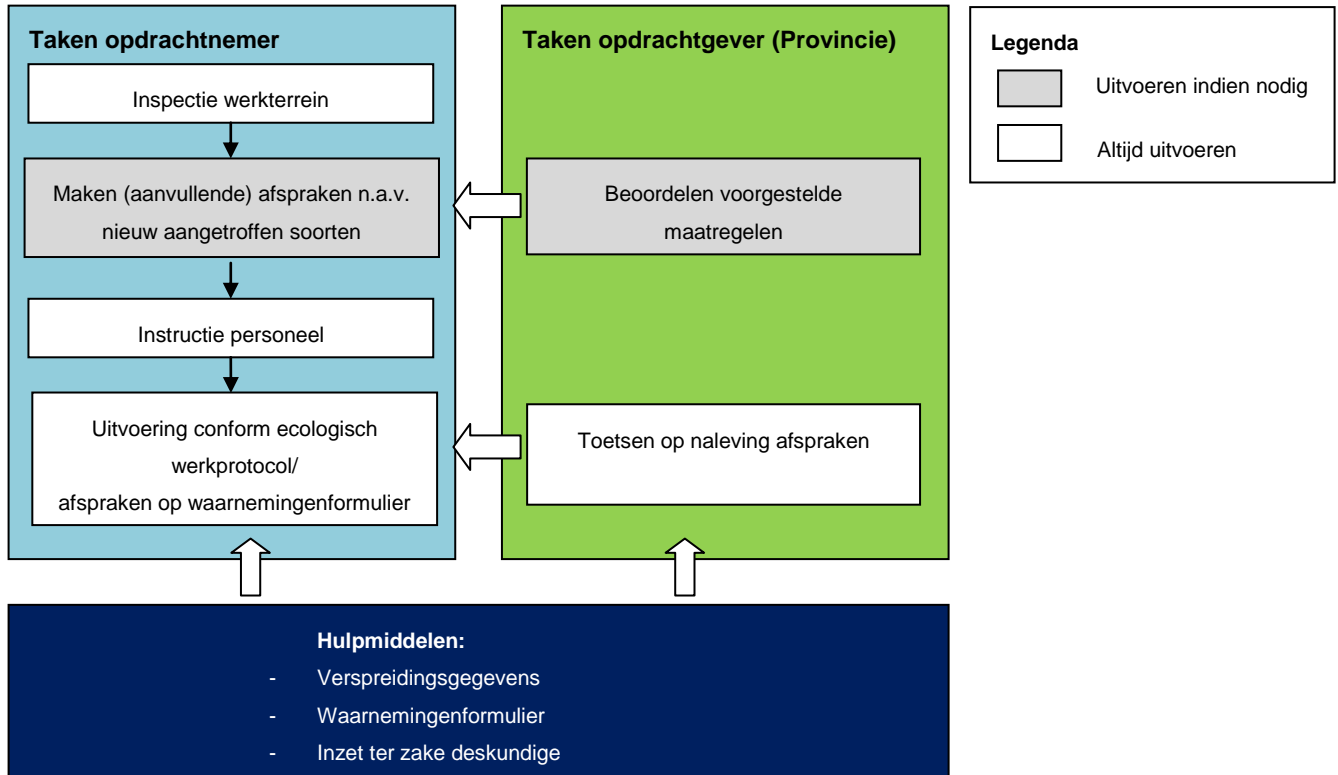 Taken opdrachtnemer
Inspectie werkterrein
Maken (aanvullende) afspraken n.a.v.
nieuw aangetroffen soorten
Instructie personeel
Uitvoering conform ecologisch
werkprotocol/
afspraken op waarnemingenformulier
Taken opdrachtgever (Provincie)
Beoordelen voorgestelde
maatregelen
Toetsen op naleving afspraken
Legenda
Uitvoeren indien nodig
Altijd uitvoeren
Hulpmiddelen:
- Verspreidingsgegevens
- Waarnemingenformulier
- Inzet ter zake deskundige